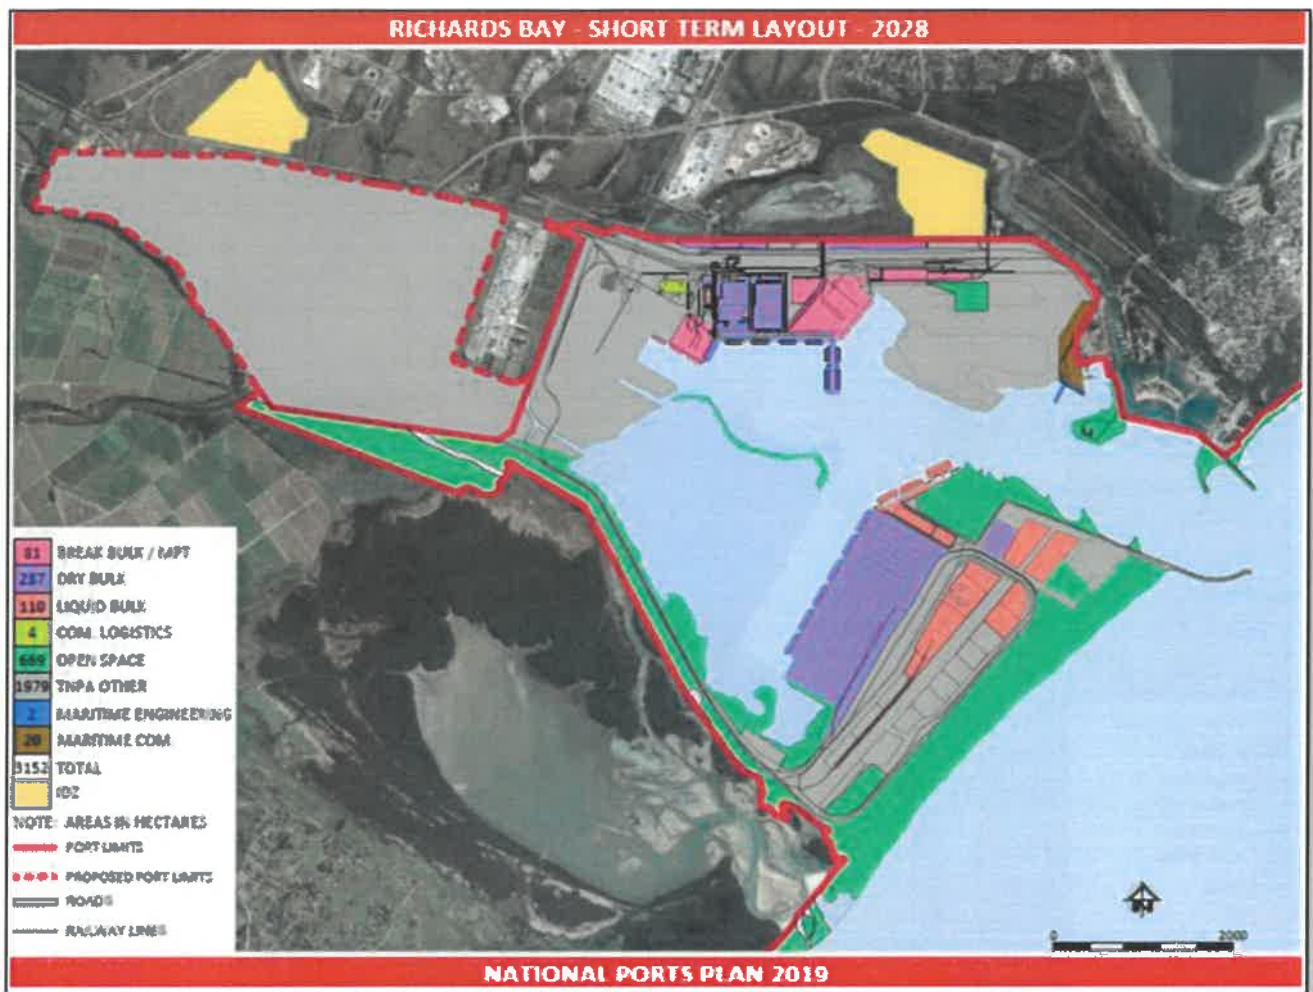 RICHARDS BAY - SHORT TERM LAYOUT - 2028
81 BREAK BULK / MPT
287 DRY BULK
110 LIQUID BULK
4 COM. LOGISTICS
669 OPEN SPACE
1979 TNPA OTHER
2 MARITIME ENGINEERING
20 MARITIME COM
3152 TOTAL
IDZ
NOTE: AREAS IN HECTARES
PORT LIMITS
PROPOSED PORT LIMITS
ROADS
RAILWAY LINES
0 2000
NATIONAL PORTS PLAN 2019